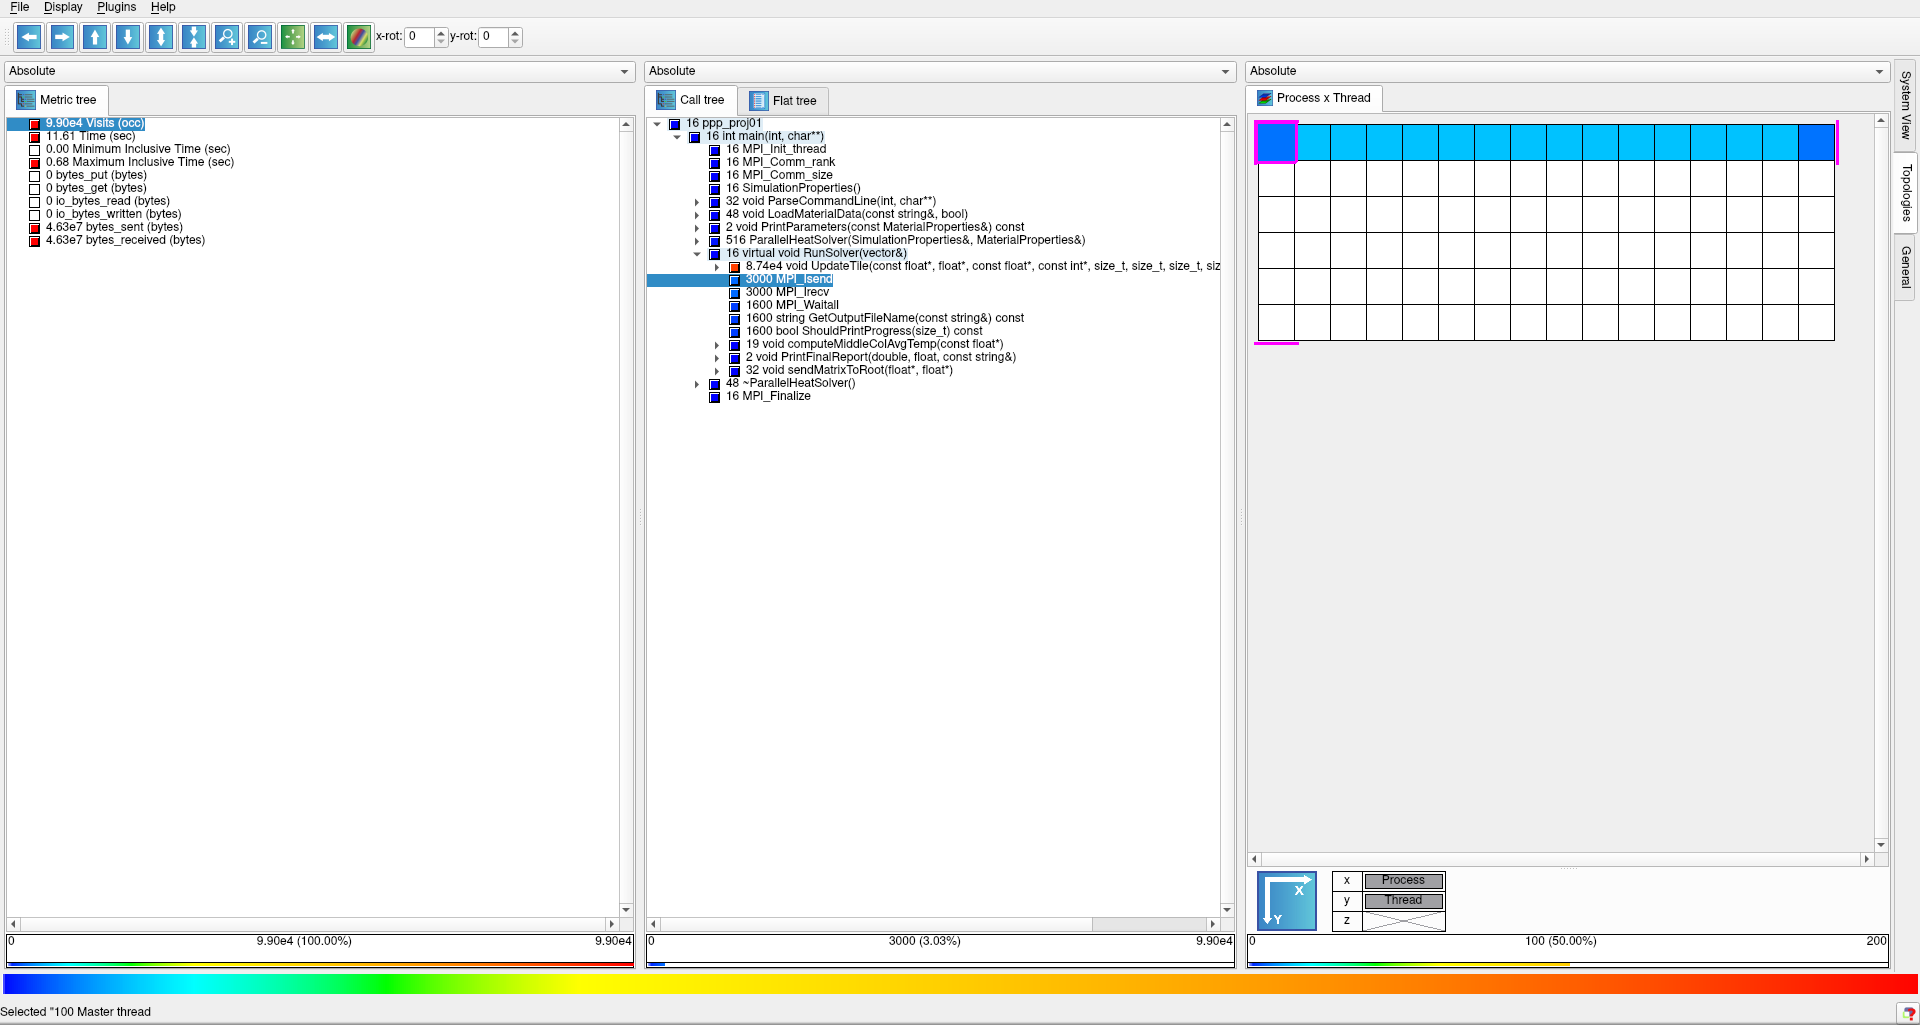 File Display Plugins Help
x-rot: 0 y-rot: 0
Absolute
Metric tree
9.90e4 Visits (occ)
11.61 Time (sec)
0.00 Minimum Inclusive Time (sec)
0.68 Maximum Inclusive Time (sec)
0 bytes_put (bytes)
0 bytes_get (bytes)
0 io_bytes_read (bytes)
0 io_bytes_written (bytes)
4.63e7 bytes_sent (bytes)
4.63e7 bytes_received (bytes)
0 9.90e4 (100.00%) 9.90e4
Absolute
Call tree Flat tree
16 ppp_proj01
16 int main(int, char**)
16 MPI_Init_thread
16 MPI_Comm_rank
16 MPI_Comm_size
16 SimulationProperties()
32 void ParseCommandLine(int, char**)
48 void LoadMaterialData(const string&, bool)
2 void PrintParameters(const MaterialProperties&) const
516 ParallelHeatSolver(SimulationProperties&, MaterialProperties&)
16 virtual void RunSolver(vector&)
8.74e4 void UpdateTile(const float*, float*, const float*, const int*, size_t, size_t, size_t, siz
3000 MPI_Isend
3000 MPI_Irecv
1600 MPI_Waitall
1600 string GetOutputFileName(const string&) const
1600 bool ShouldPrintProgress(size_t) const
19 void computeMiddleColAvgTemp(const float*)
2 void PrintFinalReport(double, float, const string&)
32 void sendMatrixToRoot(float*, float*)
48 ~ParallelHeatSolver()
16 MPI_Finalize
0 3000 (3.03%) 9.90e4
Absolute
Process x Thread
X
Y
x Process
y Thread
z
0 100 (50.00%) 200
System View
Topologies
General
Selected "100 Master thread